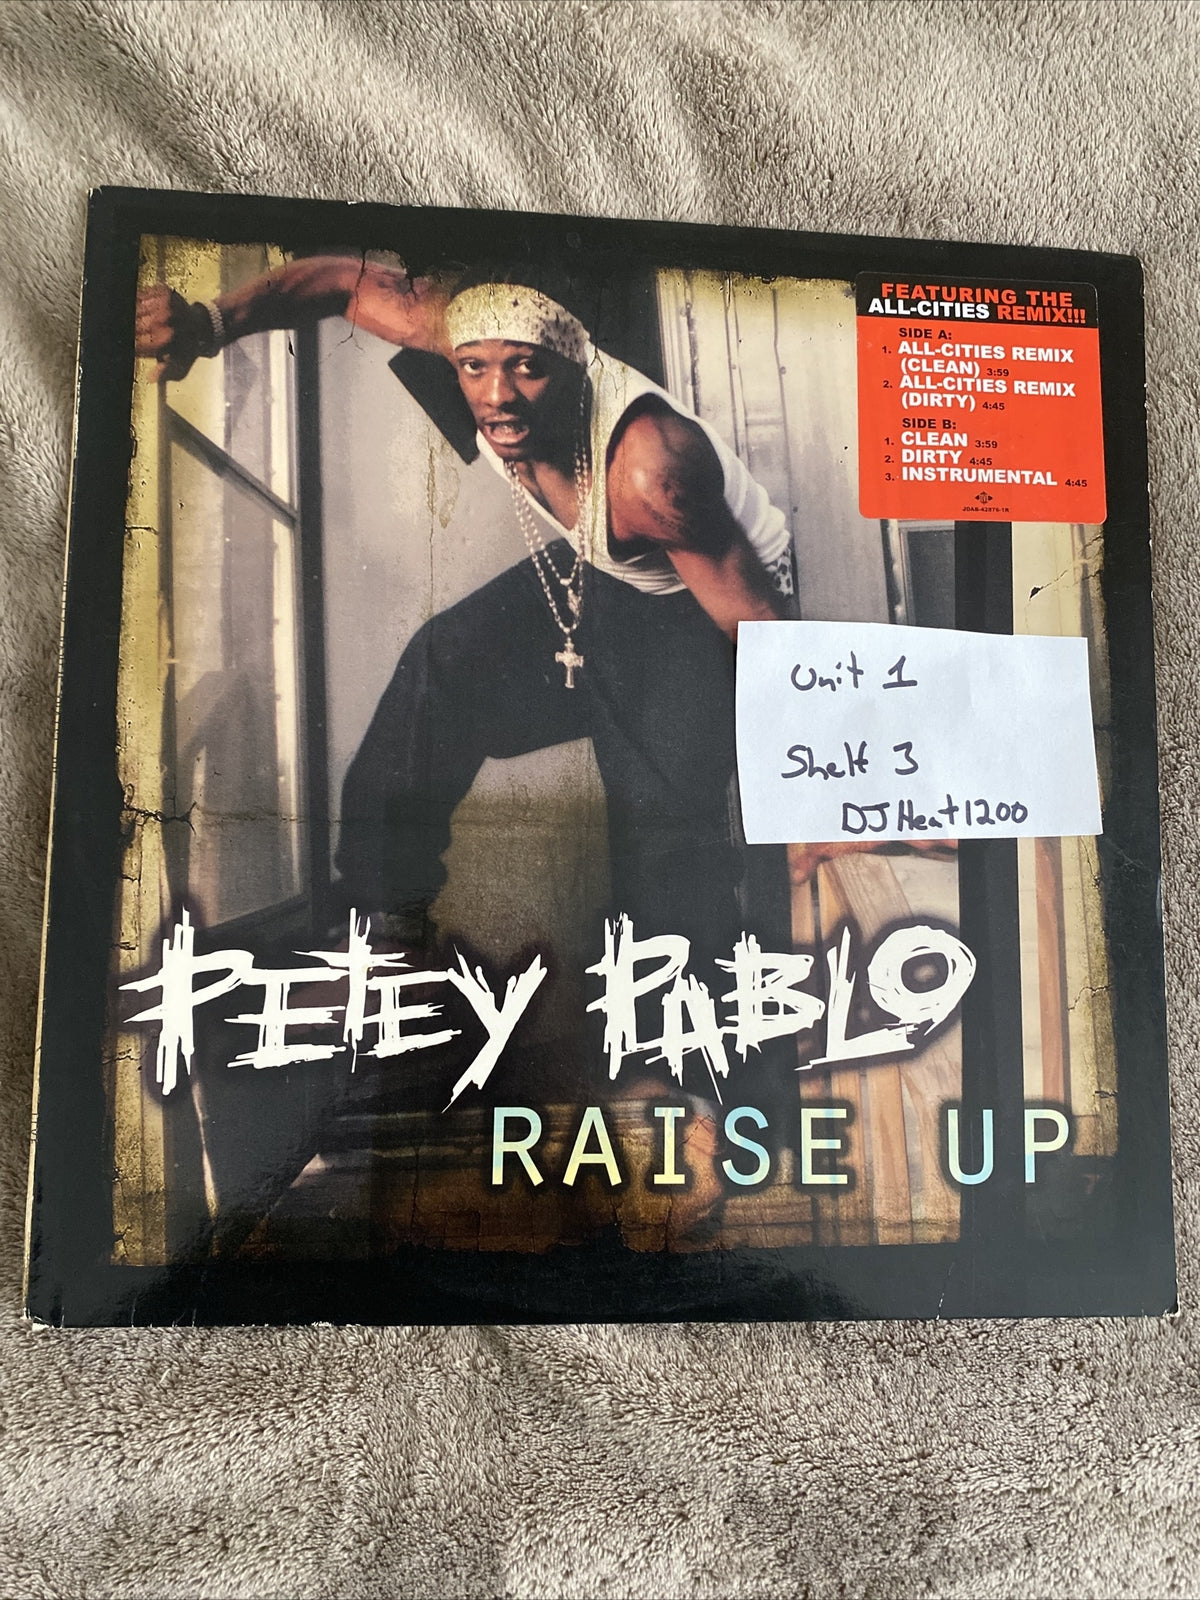 FEATURING THE
ALL-CITIES REMIX!!!
SIDE A:
1. ALL-CITIES REMIX
(CLEAN) 3:59
2. ALL-CITIES REMIX
(DIRTY) 4:45
SIDE B:
1. CLEAN 3:59
2. DIRTY 4:45
3. INSTRUMENTAL 4:45
Unit 1
Shelf 3
DJ Heat1200
PETEY PABLO
RAISE UP